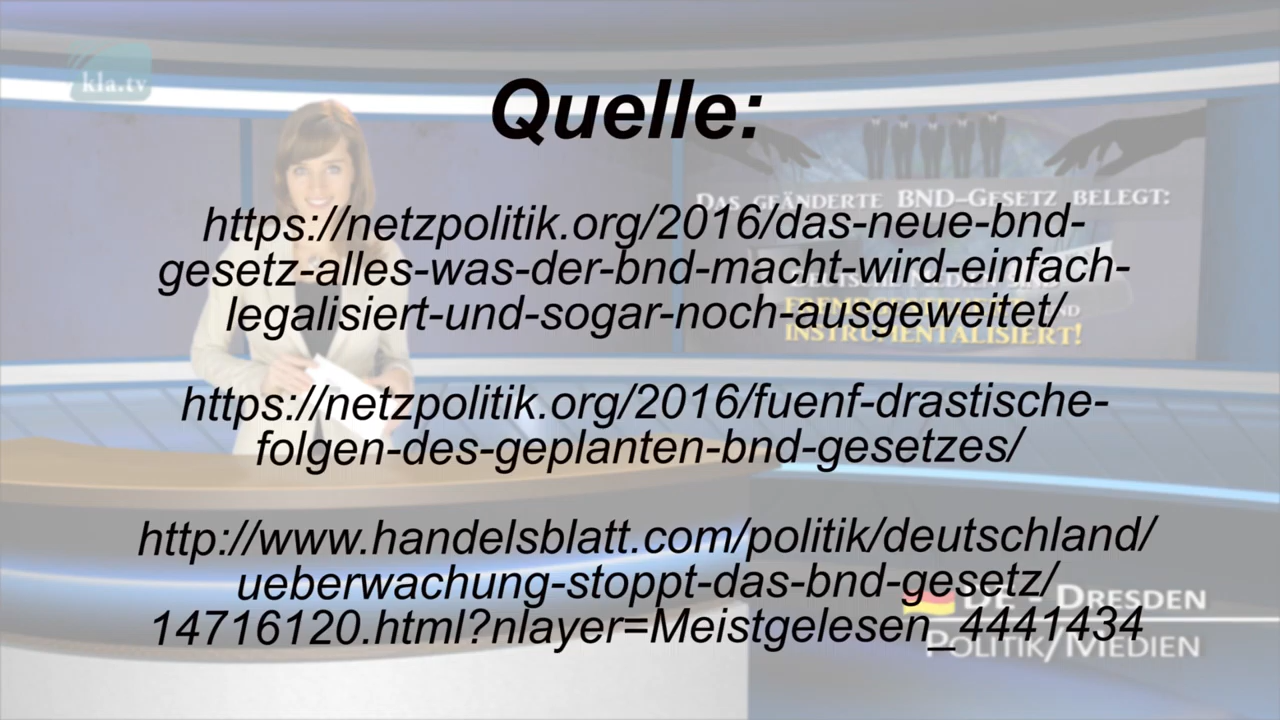 kla.tv
Quelle:
DAS GEÄNDERTE BND-GESETZ BELEGT:
https://netzpolitik.org/2016/das-neue-bnd-
gesetz-alles-was-der-bnd-macht-wird-einfach-
legalisiert-und-sogar-noch-ausgeweitet/
INSTRUMENTALISIERT!
https://netzpolitik.org/2016/fuenf-drastische-
folgen-des-geplanten-bnd-gesetzes/
http://www.handelsblatt.com/politik/deutschland/
ueberwachung-stoppt-das-bnd-gesetz/
14716120.html?nlayer=Meistgelesen_4441434
DRESDEN
POLITIK/MEDIEN